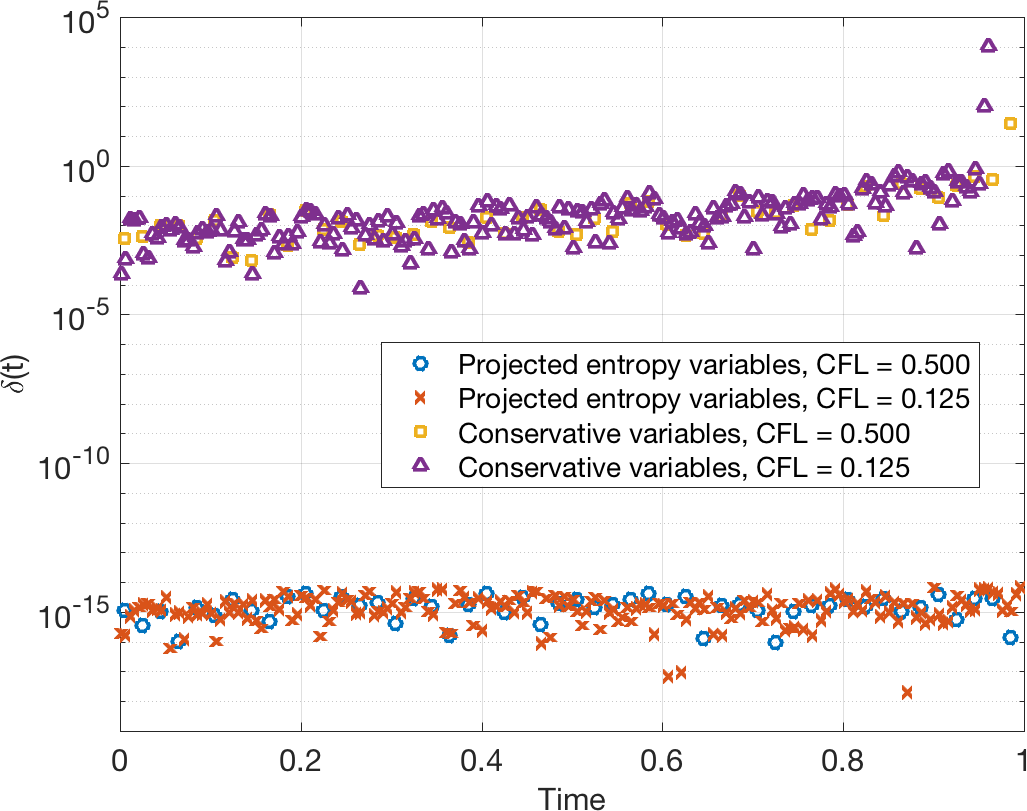 10^5
10^0
10^-5
10^-10
10^-15
δ(t)
Projected entropy variables, CFL = 0.500
Projected entropy variables, CFL = 0.125
Conservative variables, CFL = 0.500
Conservative variables, CFL = 0.125
0 0.2 0.4 0.6 0.8 1
Time